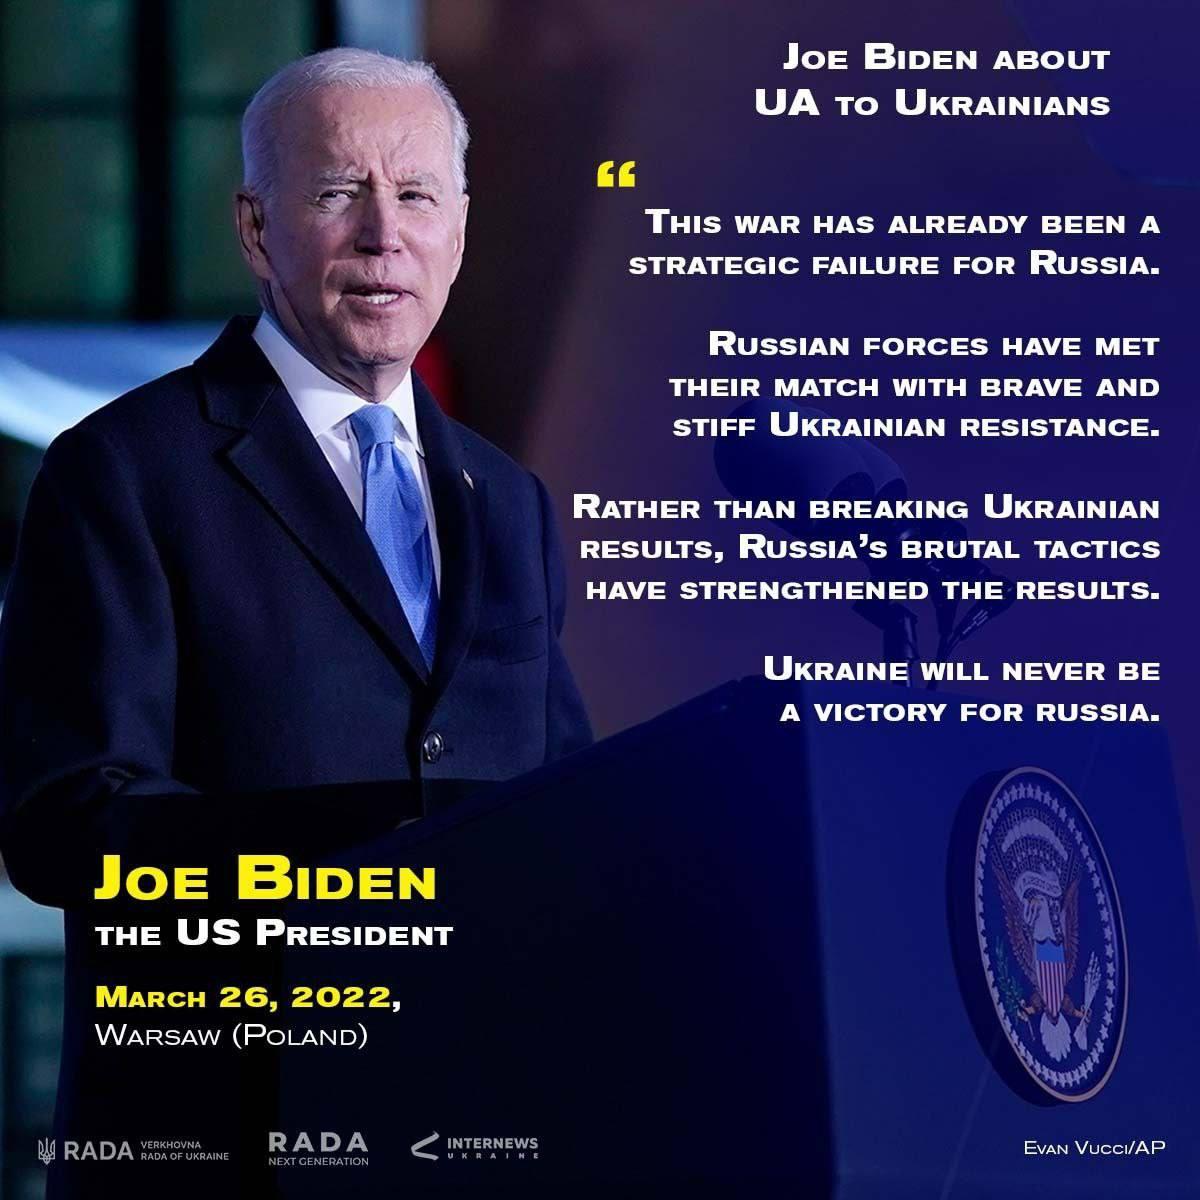 Joe Biden about
UA to Ukrainians
“
This war has already been a
strategic failure for Russia.
Russian forces have met
their match with brave and
stiff Ukrainian resistance.
Rather than breaking Ukrainian
results, Russia’s brutal tactics
have strengthened the results.
Ukraine will never be
a victory for russia.
Joe Biden
the US President
March 26, 2022,
Warsaw (Poland)
RADA VERKHOVNA
RADA OF UKRAINE
RADA
NEXT GENERATION
INTERNEWS
UKRAINE
Evan Vucci/AP